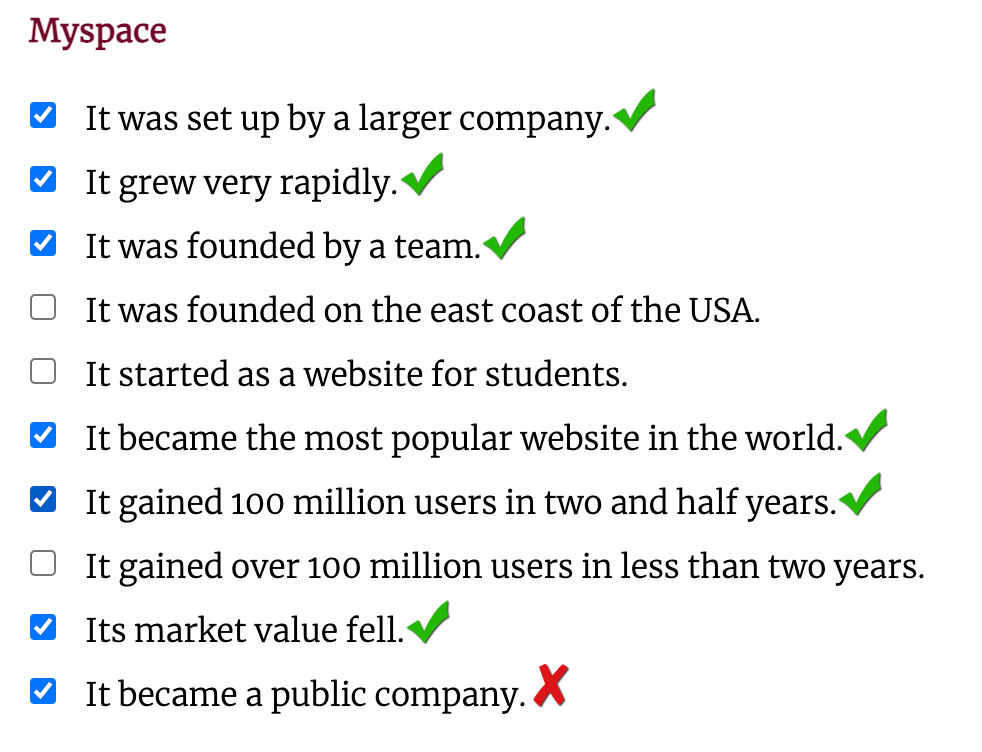 Myspace
It was set up by a larger company.
It grew very rapidly.
It was founded by a team.
It was founded on the east coast of the USA.
It started as a website for students.
It became the most popular website in the world.
It gained 100 million users in two and half years.
It gained over 100 million users in less than two years.
Its market value fell.
It became a public company.